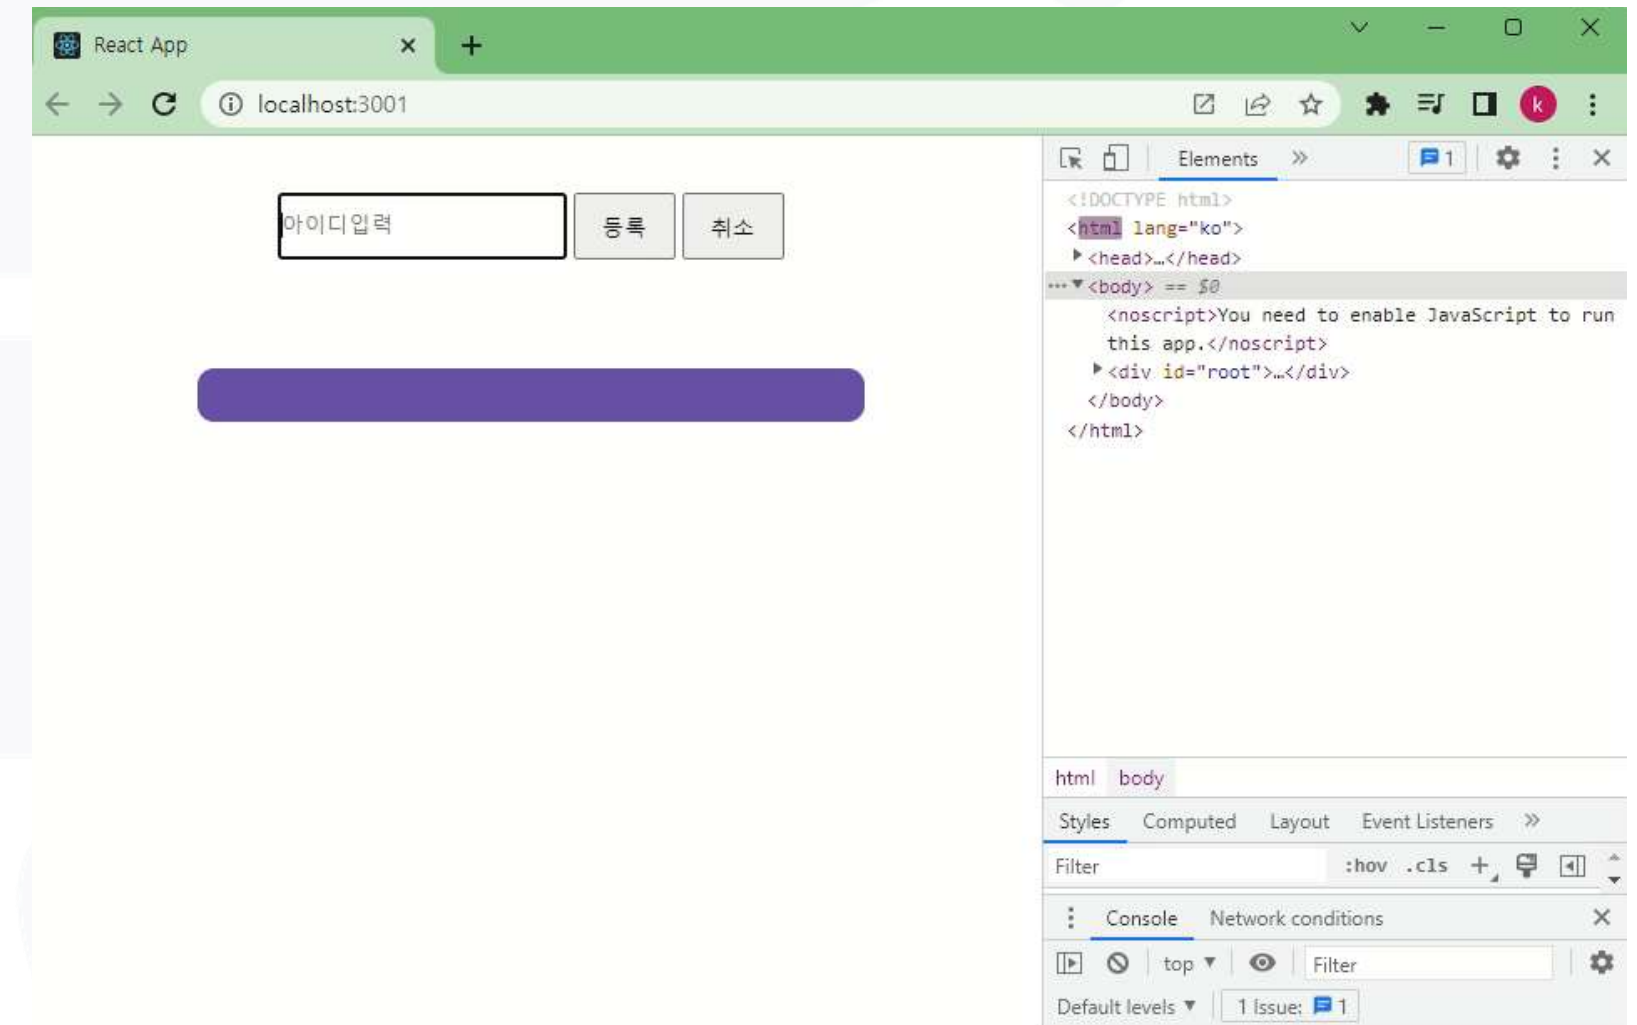 React App
localhost:3001
k
아이디입력 등록 취소
Elements
1
<!DOCTYPE html>
<html lang="ko">
<head>…</head>
<body> == $0
<noscript>You need to enable JavaScript to run
this app.</noscript>
<div id="root">…</div>
</body>
</html>
html body
Styles Computed Layout Event Listeners
Filter :hov .cls
Console Network conditions
top Filter
Default levels 1 Issue: 1